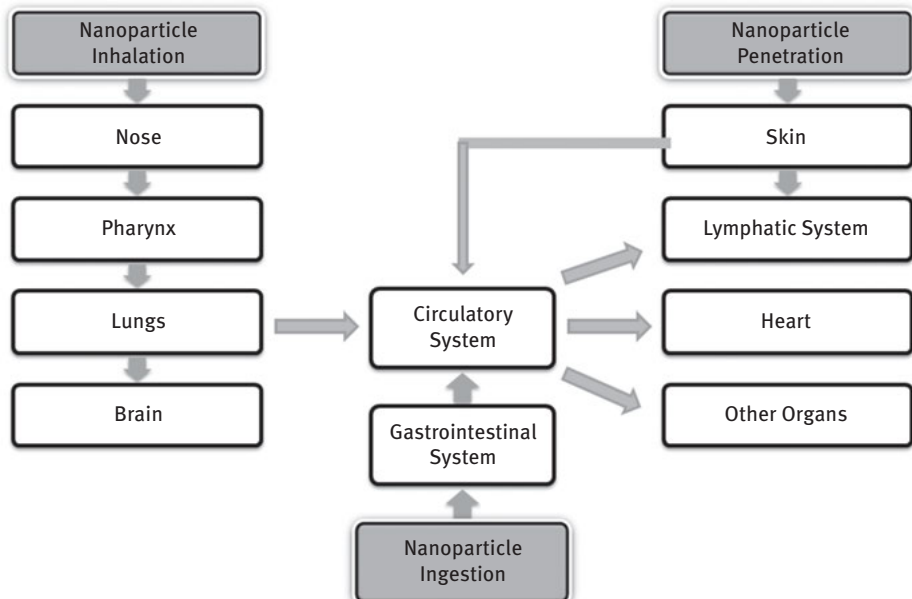 Nanoparticle
Inhalation
Nanoparticle
Penetration
Nose
Skin
Pharynx
Lymphatic System
Lungs
Circulatory
System
Heart
Brain
Gastrointestinal
System
Other Organs
Nanoparticle
Ingestion